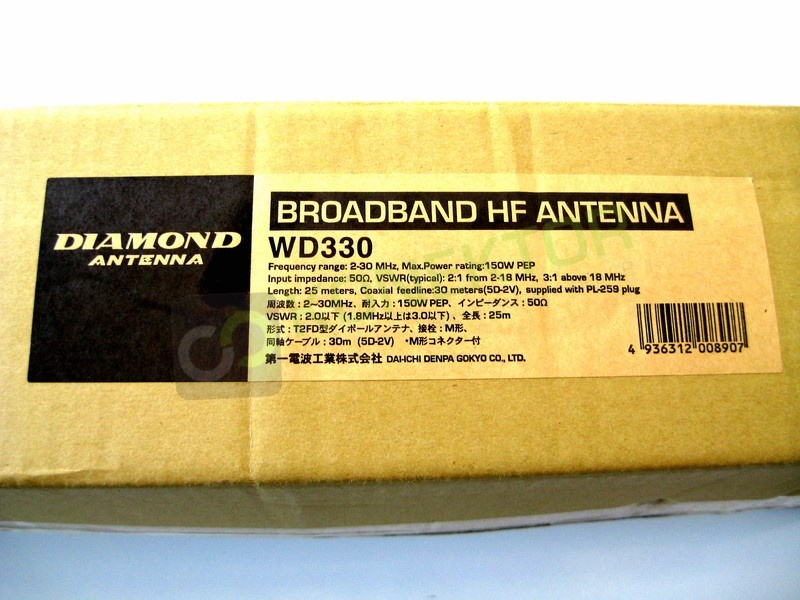 DIAMOND
ANTENNA
BROADBAND HF ANTENNA
WD330
Frequency range: 2-30 MHz, Max.Power rating:150W PEP
Input impedance: 50Ω, VSWR(typical): 2:1 from 2-18 MHz, 3:1 above 18 MHz
Length: 25 meters, Coaxial feedline:30 meters(5D-2V), supplied with PL-259 plug
周波数：2～30MHz、耐入力：150W PEP、インピーダンス：50Ω
VSWR：2.0以下 (1.8MHz以上は3.0以下)、全長：25m
形式：T2FD型ダイポールアンテナ、接栓：M形、
同軸ケーブル：30m (5D-2V) ・M形コネクター付
第一電波工業株式会社 DAI-ICHI DENPA GOKYO CO., LTD.
4 936312 008907